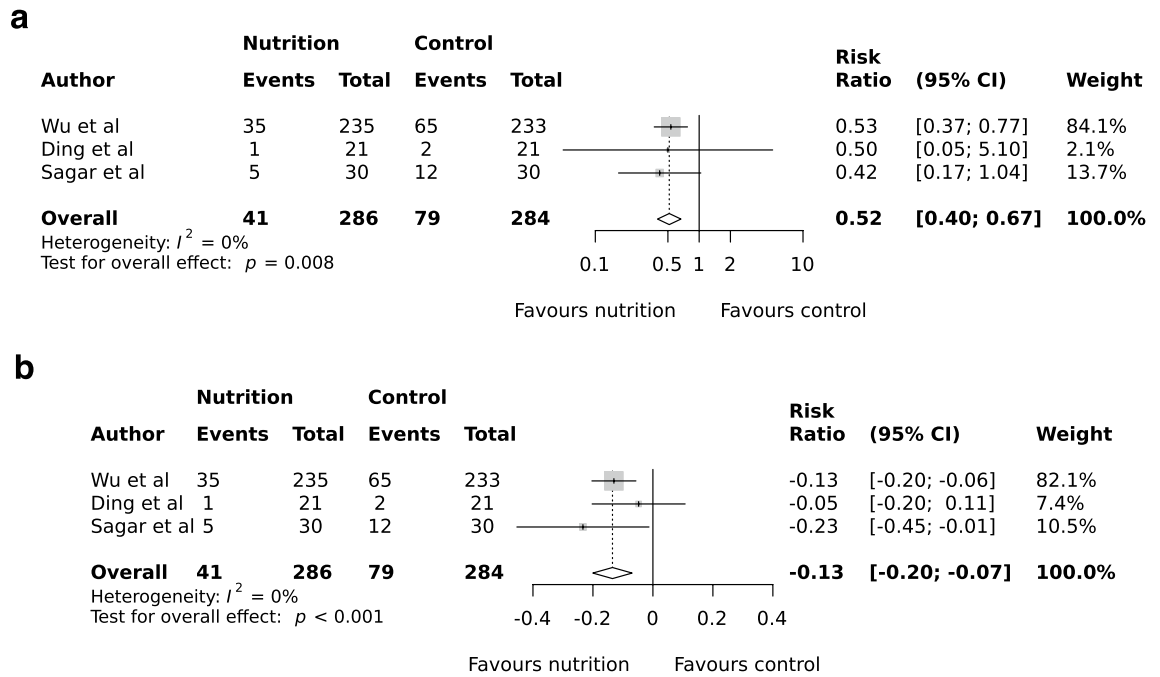 a
Nutrition Control
Risk
Author Events Total Events Total Ratio (95% CI) Weight
Wu et al 35 235 65 233 0.53 [0.37; 0.77] 84.1%
Ding et al 1 21 2 21 0.50 [0.05; 5.10] 2.1%
Sagar et al 5 30 12 30 0.42 [0.17; 1.04] 13.7%
Overall 41 286 79 284 0.52 [0.40; 0.67] 100.0%
Heterogeneity: I² = 0%
Test for overall effect: p = 0.008
0.1 0.5 1 2 10
Favours nutrition Favours control
b
Nutrition Control
Risk
Author Events Total Events Total Ratio (95% CI) Weight
Wu et al 35 235 65 233 -0.13 [-0.20; -0.06] 82.1%
Ding et al 1 21 2 21 -0.05 [-0.20; 0.11] 7.4%
Sagar et al 5 30 12 30 -0.23 [-0.45; -0.01] 10.5%
Overall 41 286 79 284 -0.13 [-0.20; -0.07] 100.0%
Heterogeneity: I² = 0%
Test for overall effect: p < 0.001
-0.4 -0.2 0 0.2 0.4
Favours nutrition Favours control